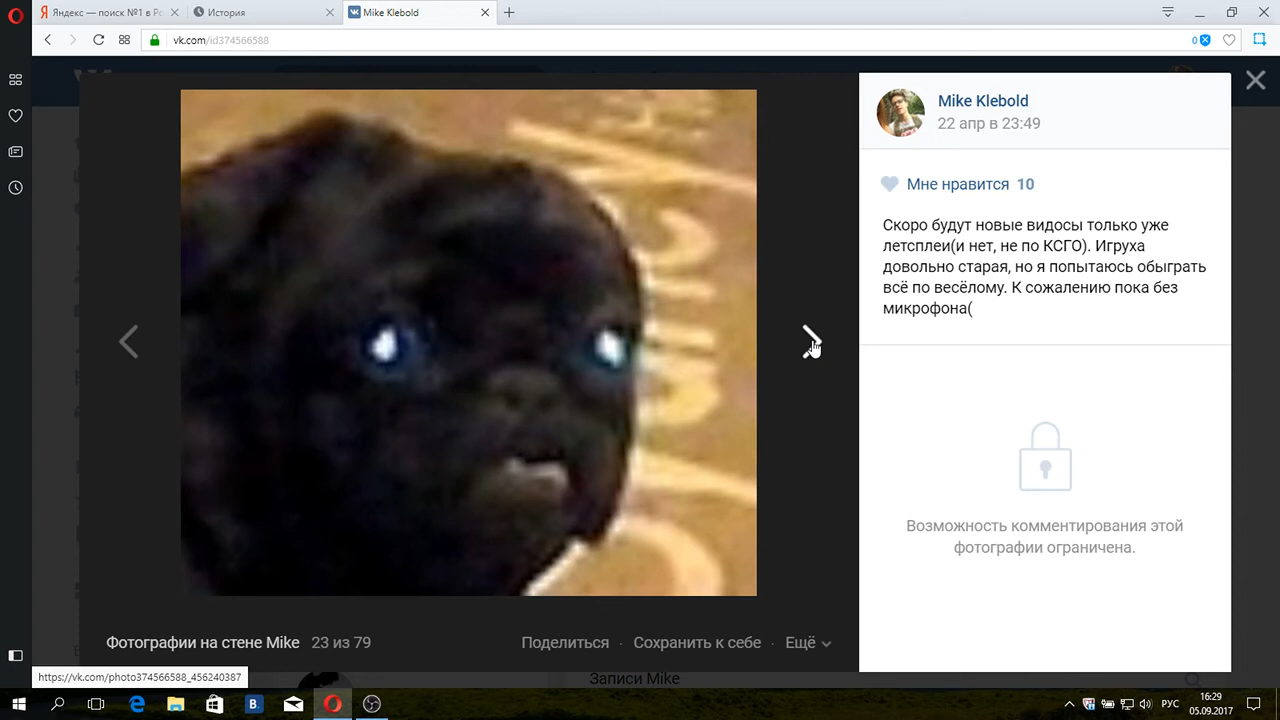 Яндекс — поиск №1 в Ро
История
Mike Klebold
vk.com/id374566588
0
Mike Klebold
22 апр в 23:49
Мне нравится 10
Скоро будут новые видосы только уже
летсплеи(и нет, не по КСГО). Игруха
довольно старая, но я попытаюсь обыграть
всё по весёлому. К сожалению пока без
микрофона(
Возможность комментирования этой
фотографии ограничена.
Фотографии на стене Mike 23 из 79
Поделиться · Сохранить к себе · Ещё
https://vk.com/photo374566588_456240387
Записи Mike
РУС
16:29
05.09.2017